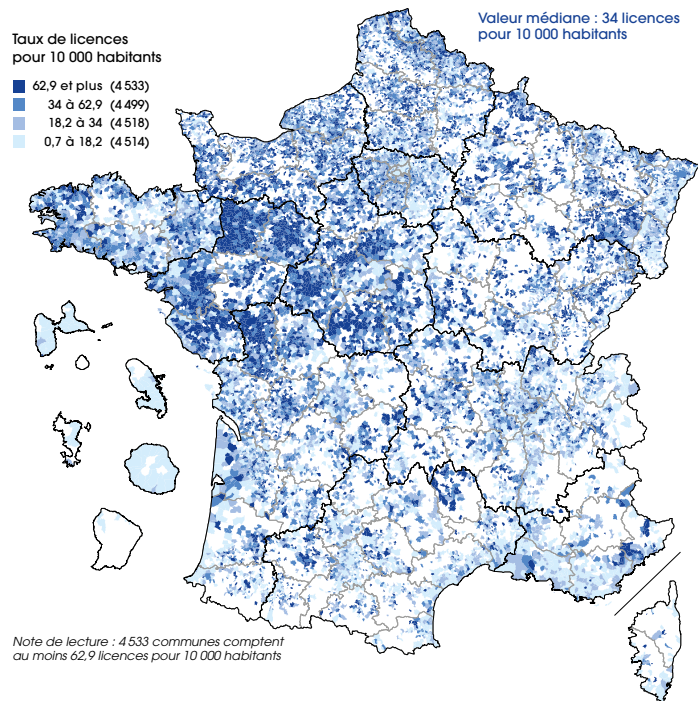 Taux de licences
pour 10 000 habitants
62,9 et plus (4 533)
34 à 62,9 (4 499)
18,2 à 34 (4 518)
0,7 à 18,2 (4 514)
Valeur médiane : 34 licences
pour 10 000 habitants
Note de lecture : 4 533 communes comptent
au moins 62,9 licences pour 10 000 habitants